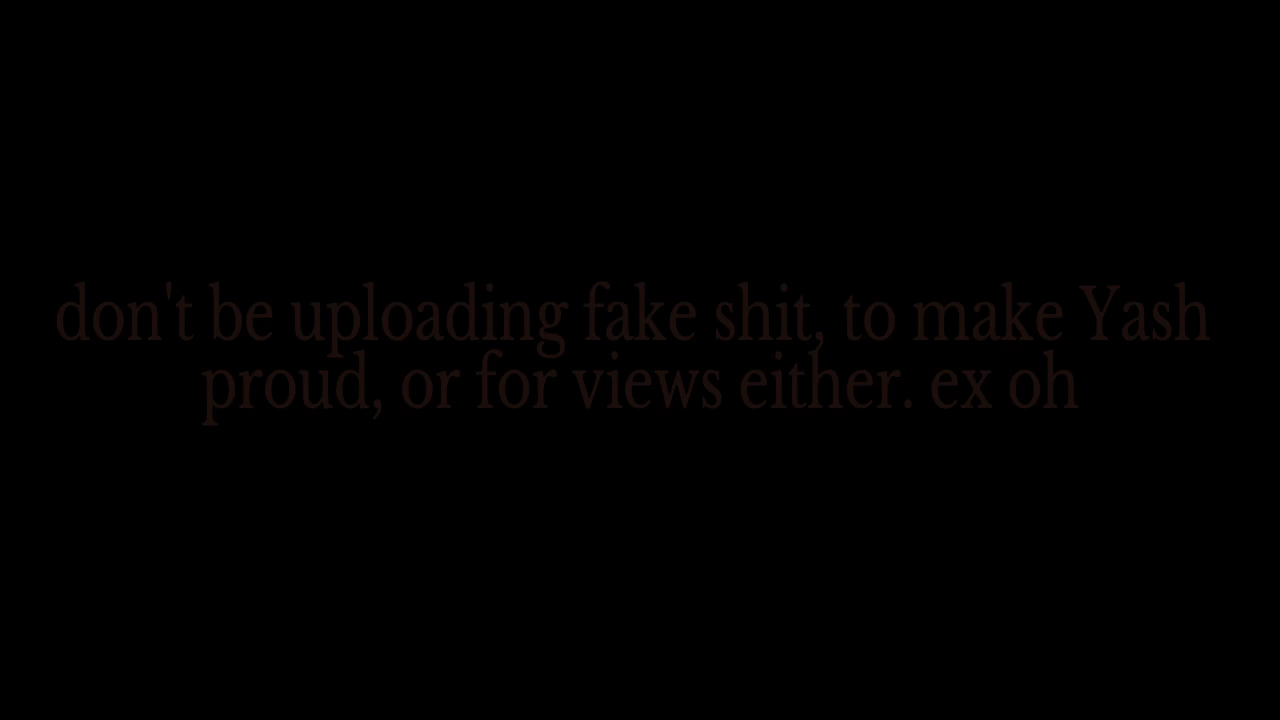 don't be uploading fake shit, to make Yash
proud, or for views either. ex oh